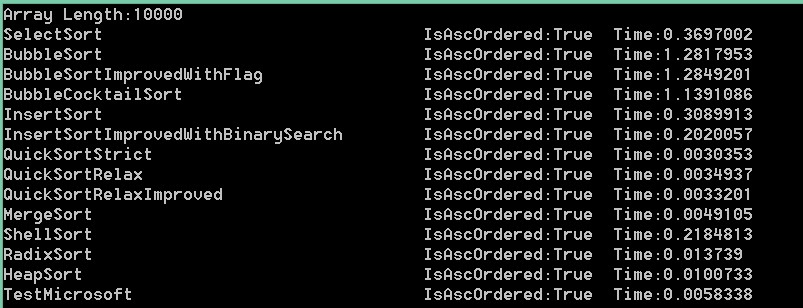 Array Length:10000
SelectSort IsAscOrdered:True Time:0.3697002
BubbleSort IsAscOrdered:True Time:1.2817953
BubbleSortImprovedWithFlag IsAscOrdered:True Time:1.2849201
BubbleCocktailSort IsAscOrdered:True Time:1.1391086
InsertSort IsAscOrdered:True Time:0.3089913
InsertSortImprovedWithBinarySearch IsAscOrdered:True Time:0.2020057
QuickSortStrict IsAscOrdered:True Time:0.0030353
QuickSortRelax IsAscOrdered:True Time:0.0034937
QuickSortRelaxImproved IsAscOrdered:True Time:0.0033201
MergeSort IsAscOrdered:True Time:0.0049105
ShellSort IsAscOrdered:True Time:0.2184813
RadixSort IsAscOrdered:True Time:0.013739
HeapSort IsAscOrdered:True Time:0.0100733
TestMicrosoft IsAscOrdered:True Time:0.0058338